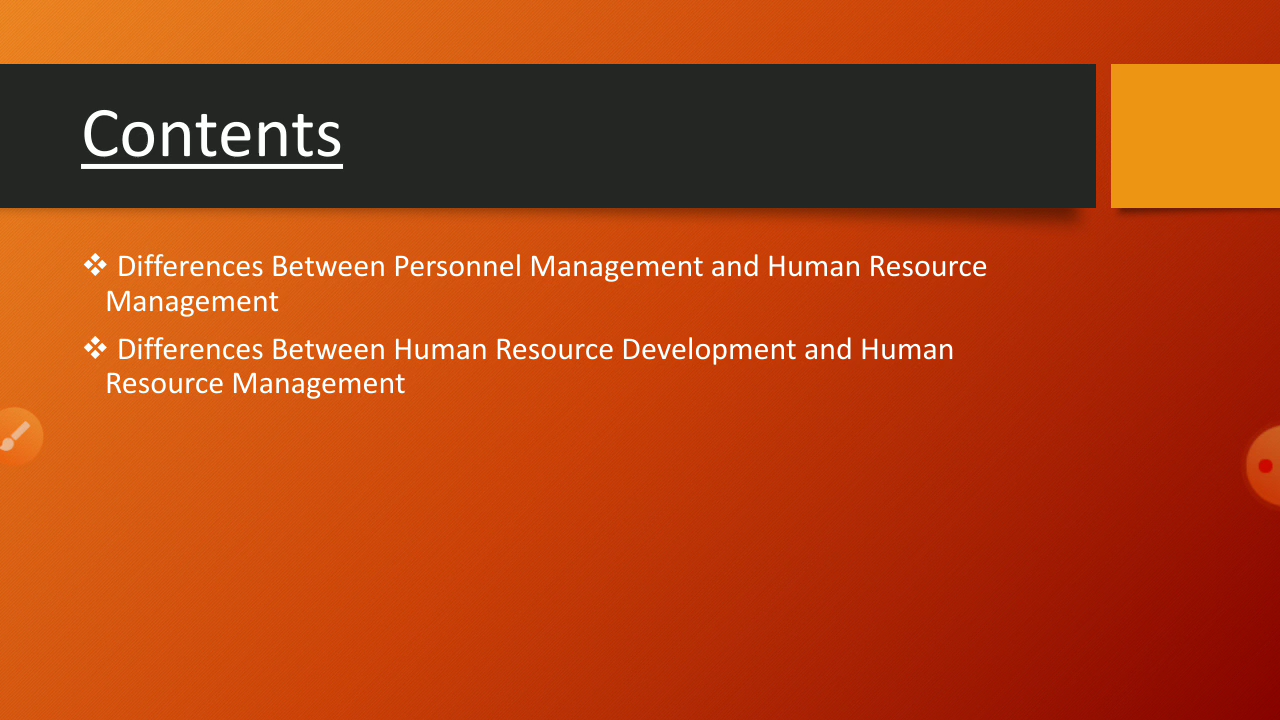 Contents
❖ Differences Between Personnel Management and Human Resource
Management
❖ Differences Between Human Resource Development and Human
Resource Management